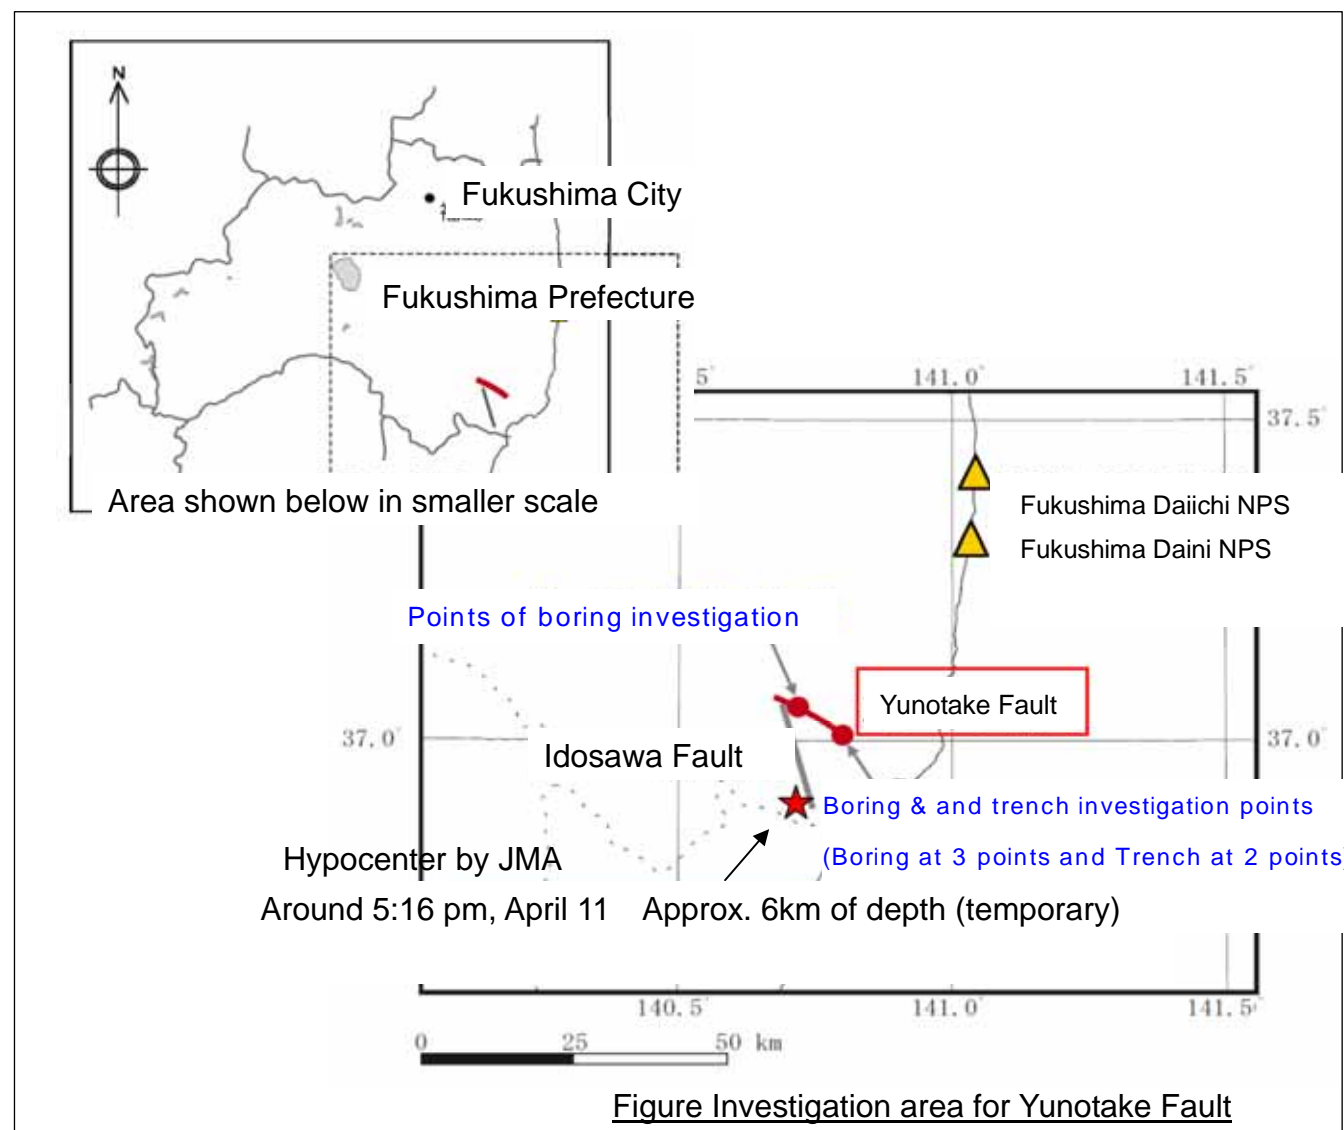 N
Fukushima City
Fukushima Prefecture
Area shown below in smaller scale
5°
141.0°
141.5°
37.5°
Fukushima Daiichi NPS
Fukushima Daini NPS
Points of boring investigation
Yunotake Fault
37.0°
Idosawa Fault
37.0°
Boring & and trench investigation points
(Boring at 3 points and Trench at 2 points
Hypocenter by JMA
Around 5:16 pm, April 11 Approx. 6km of depth (temporary)
140.5°
141.0°
141.5°
0 25 50 km
Figure Investigation area for Yunotake Fault